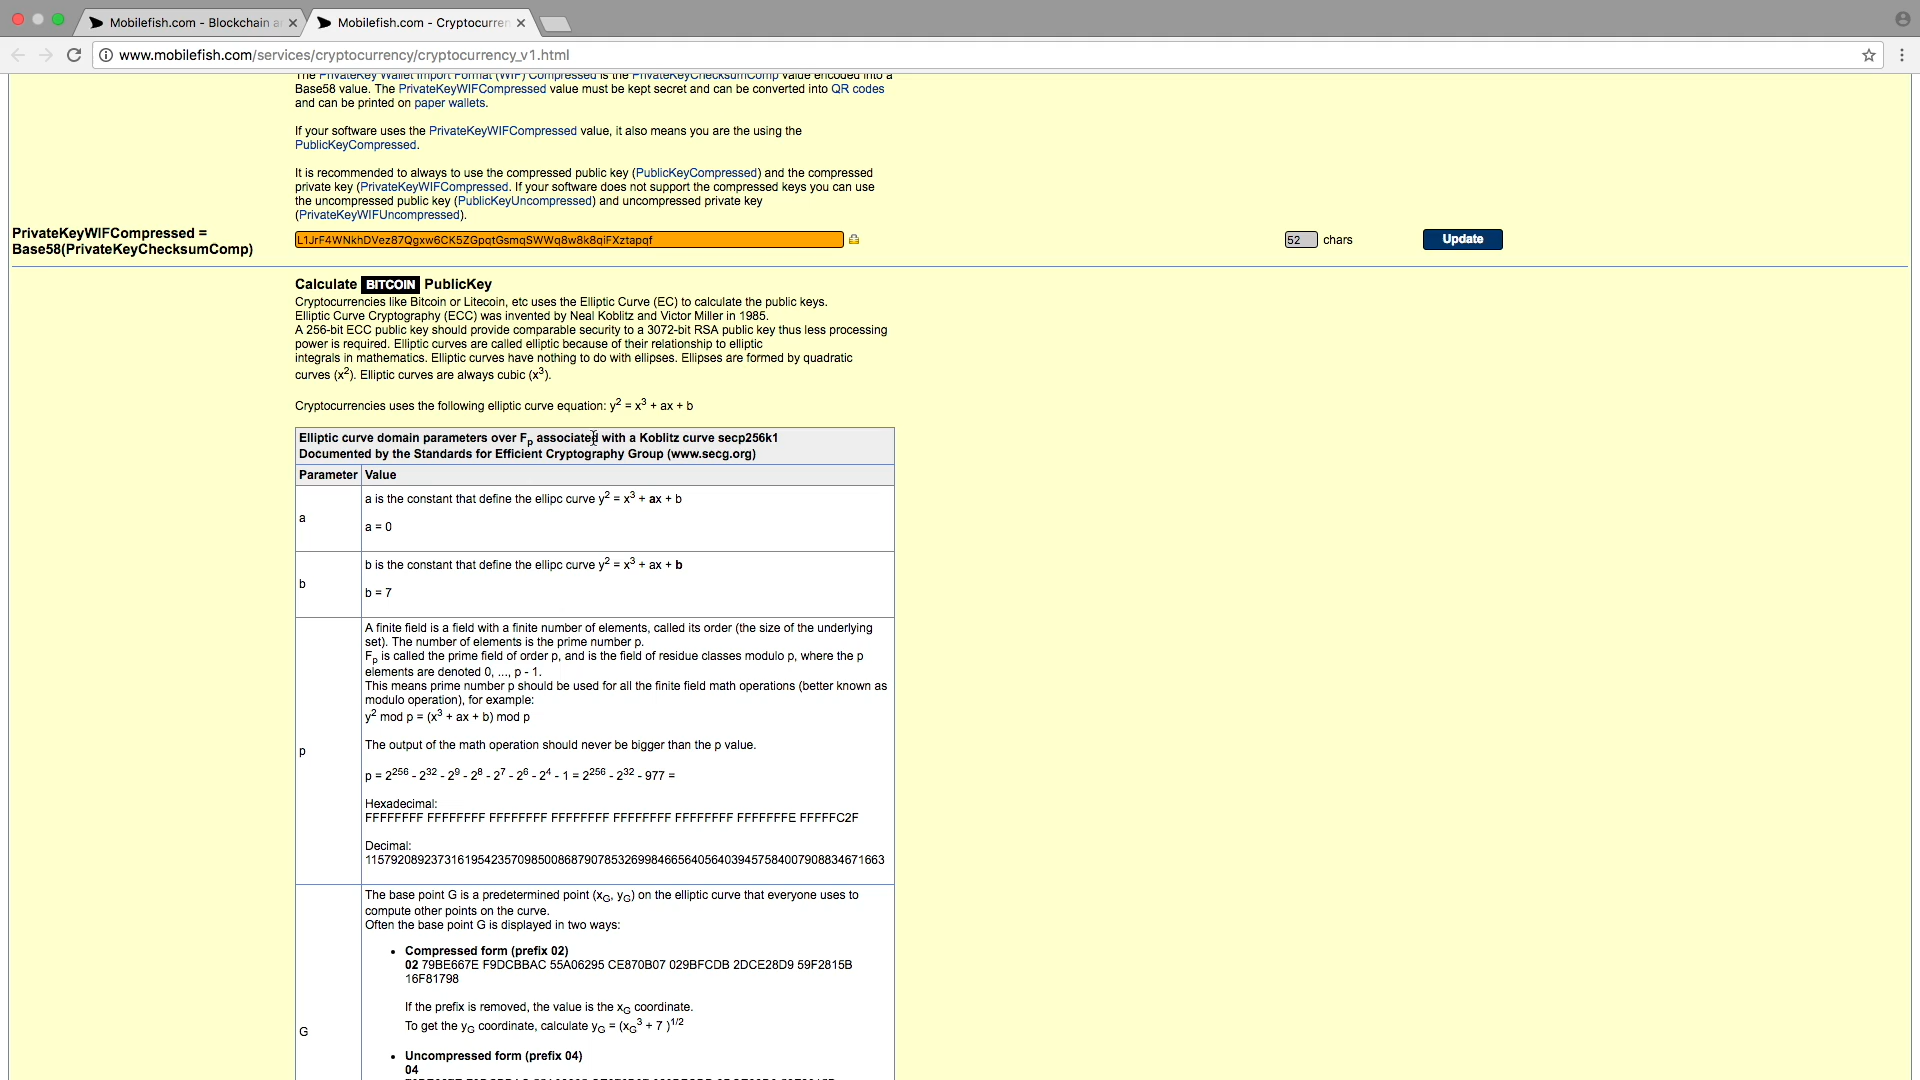 Mobilefish.com - Blockchain a
Mobilefish.com - Cryptocurren
www.mobilefish.com/services/cryptocurrency/cryptocurrency_v1.html
The PrivateKey Wallet Import Format (WIF) Compressed is the PrivateKeyChecksumComp value encoded into a
Base58 value. The PrivateKeyWIFCompressed value must be kept secret and can be converted into QR codes
and can be printed on paper wallets.
If your software uses the PrivateKeyWIFCompressed value, it also means you are the using the
PublicKeyCompressed.
It is recommended to always to use the compressed public key (PublicKeyCompressed) and the compressed
private key (PrivateKeyWIFCompressed. If your software does not support the compressed keys you can use
the uncompressed public key (PublicKeyUncompressed) and uncompressed private key
(PrivateKeyWIFUncompressed).
PrivateKeyWIFCompressed =
Base58(PrivateKeyChecksumComp)
L1JrF4WNkhDVez87Qgxw6CK5ZGpqtGsmqSWWq8w8k8qiFXztapqf
52 chars
Update
Calculate BITCOIN PublicKey
Cryptocurrencies like Bitcoin or Litecoin, etc uses the Elliptic Curve (EC) to calculate the public keys.
Elliptic Curve Cryptography (ECC) was invented by Neal Koblitz and Victor Miller in 1985.
A 256-bit ECC public key should provide comparable security to a 3072-bit RSA public key thus less processing
power is required. Elliptic curves are called elliptic because of their relationship to elliptic
integrals in mathematics. Elliptic curves have nothing to do with ellipses. Ellipses are formed by quadratic
curves (x²). Elliptic curves are always cubic (x³).
Cryptocurrencies uses the following elliptic curve equation: y² = x³ + ax + b
Elliptic curve domain parameters over Fₚ associated with a Koblitz curve secp256k1
Documented by the Standards for Efficient Cryptography Group (www.secg.org)
Parameter Value
a
a is the constant that define the ellipc curve y² = x³ + ax + b
a = 0
b
b is the constant that define the ellipc curve y² = x³ + ax + b
b = 7
p
A finite field is a field with a finite number of elements, called its order (the size of the underlying
set). The number of elements is the prime number p.
Fₚ is called the prime field of order p, and is the field of residue classes modulo p, where the p
elements are denoted 0, ..., p - 1.
This means prime number p should be used for all the finite field math operations (better known as
modulo operation), for example:
y² mod p = (x³ + ax + b) mod p
The output of the math operation should never be bigger than the p value.
p = 2²⁵⁶ - 2³² - 2⁹ - 2⁸ - 2⁷ - 2⁶ - 2⁴ - 1 = 2²⁵⁶ - 2³² - 977 =
Hexadecimal:
FFFFFFFF FFFFFFFF FFFFFFFF FFFFFFFF FFFFFFFF FFFFFFFF FFFFFFFE FFFFFC2F
Decimal:
115792089237316195423570985008687907853269984665640564039457584007908834671663
G
The base point G is a predetermined point (xG, yG) on the elliptic curve that everyone uses to
compute other points on the curve.
Often the base point G is displayed in two ways:
• Compressed form (prefix 02)
02 79BE667E F9DCBBAC 55A06295 CE870B07 029BFCDB 2DCE28D9 59F2815B
16F81798
If the prefix is removed, the value is the xG coordinate.
To get the yG coordinate, calculate yG = (xG³ + 7 )¹/²
• Uncompressed form (prefix 04)
04